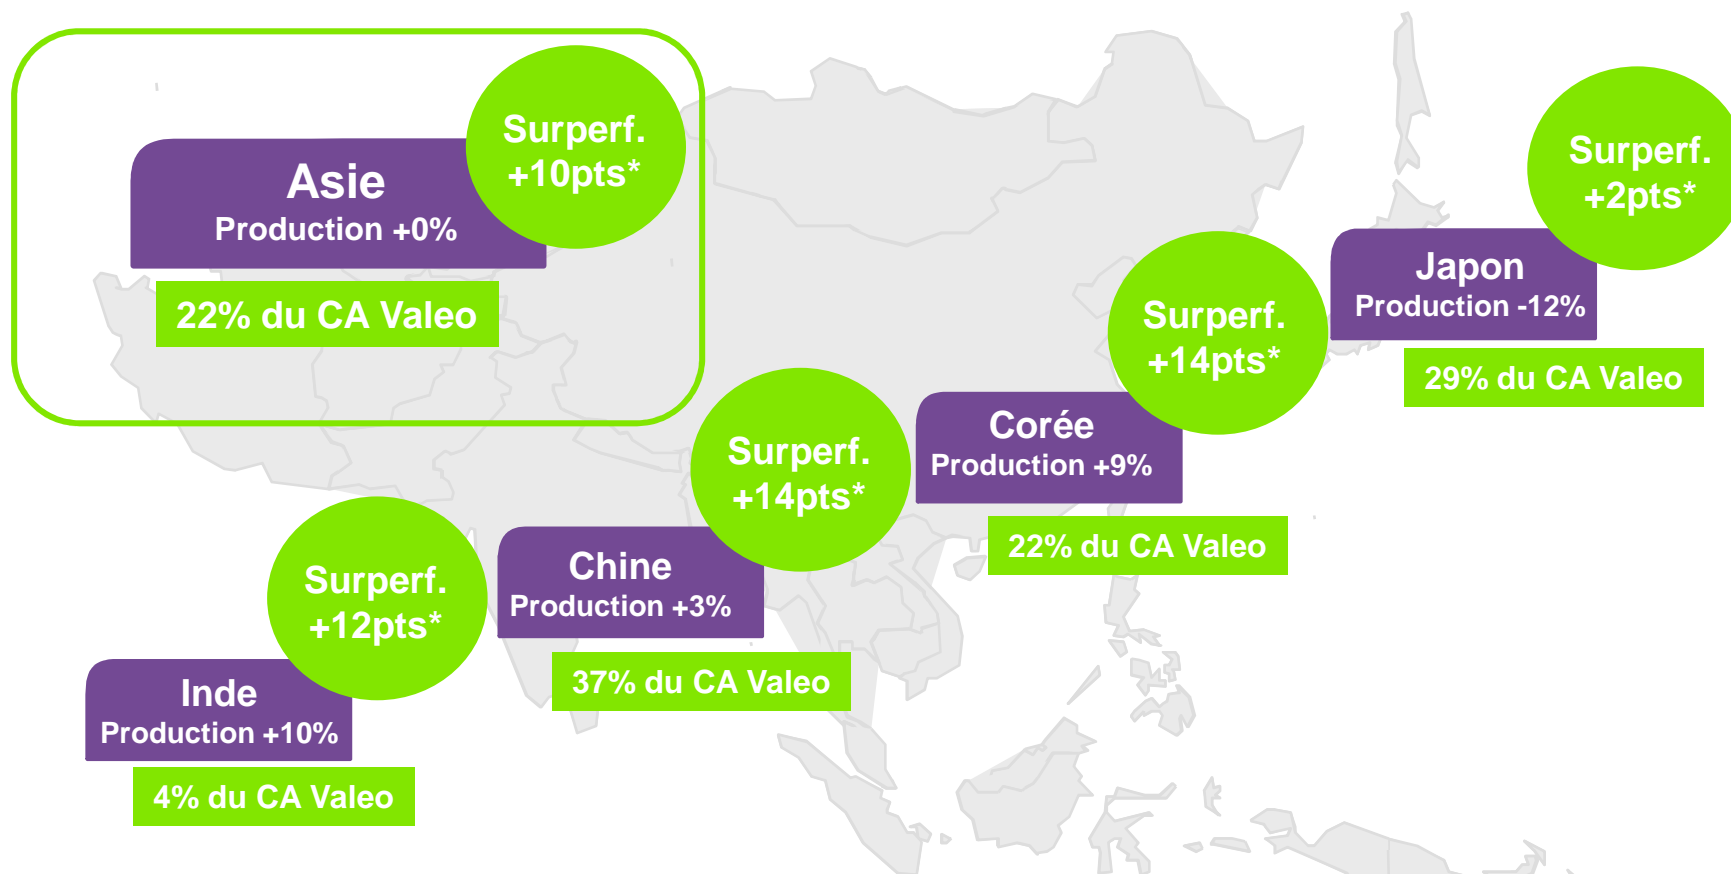 Asie
Production +0%
Surperf.
+10pts*
22% du CA Valeo
Surperf.
+2pts*
Japon
Production -12%
29% du CA Valeo
Surperf.
+14pts*
Corée
Production +9%
22% du CA Valeo
Surperf.
+14pts*
Chine
Production +3%
37% du CA Valeo
Surperf.
+12pts*
Inde
Production +10%
4% du CA Valeo